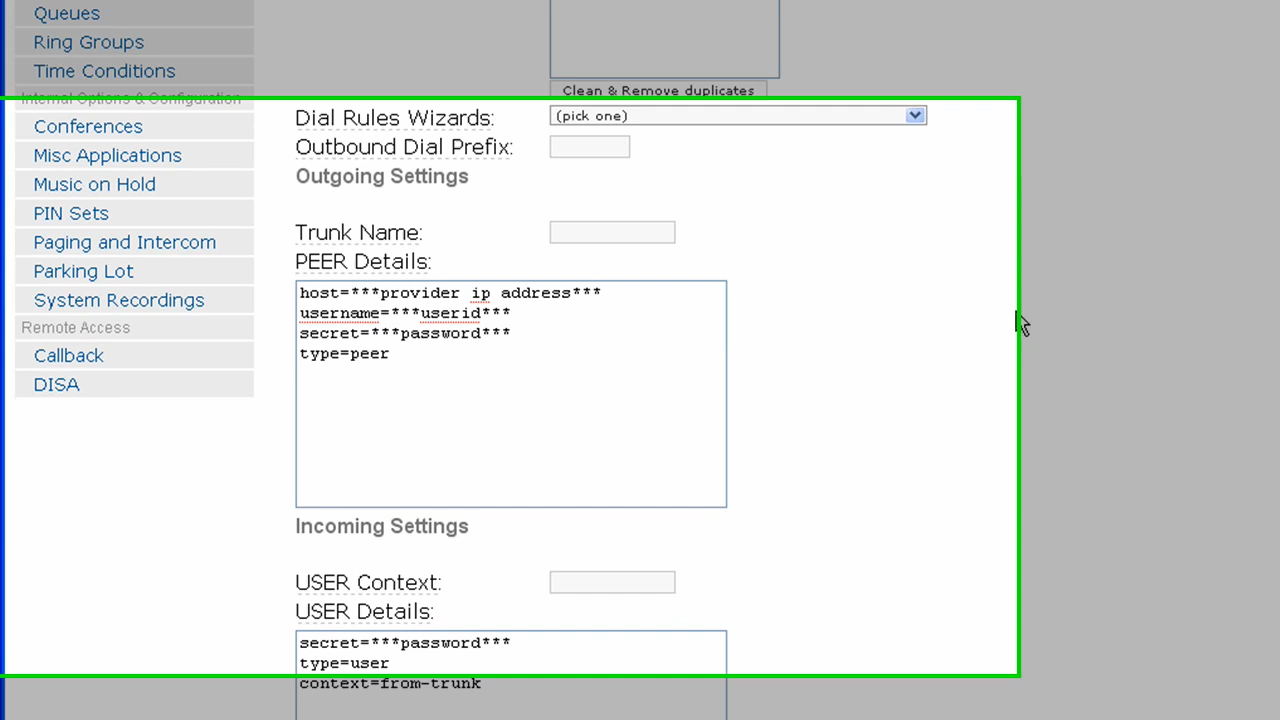 Queues
Ring Groups
Time Conditions
Internal Options & Configuration
Conferences
Misc Applications
Music on Hold
PIN Sets
Paging and Intercom
Parking Lot
System Recordings
Remote Access
Callback
DISA
Clean & Remove duplicates
Dial Rules Wizards: (pick one)
Outbound Dial Prefix:
Outgoing Settings
Trunk Name:
PEER Details:
host=***provider ip address***
username=***userid***
secret=***password***
type=peer
Incoming Settings
USER Context:
USER Details:
secret=***password***
type=user
context=from-trunk